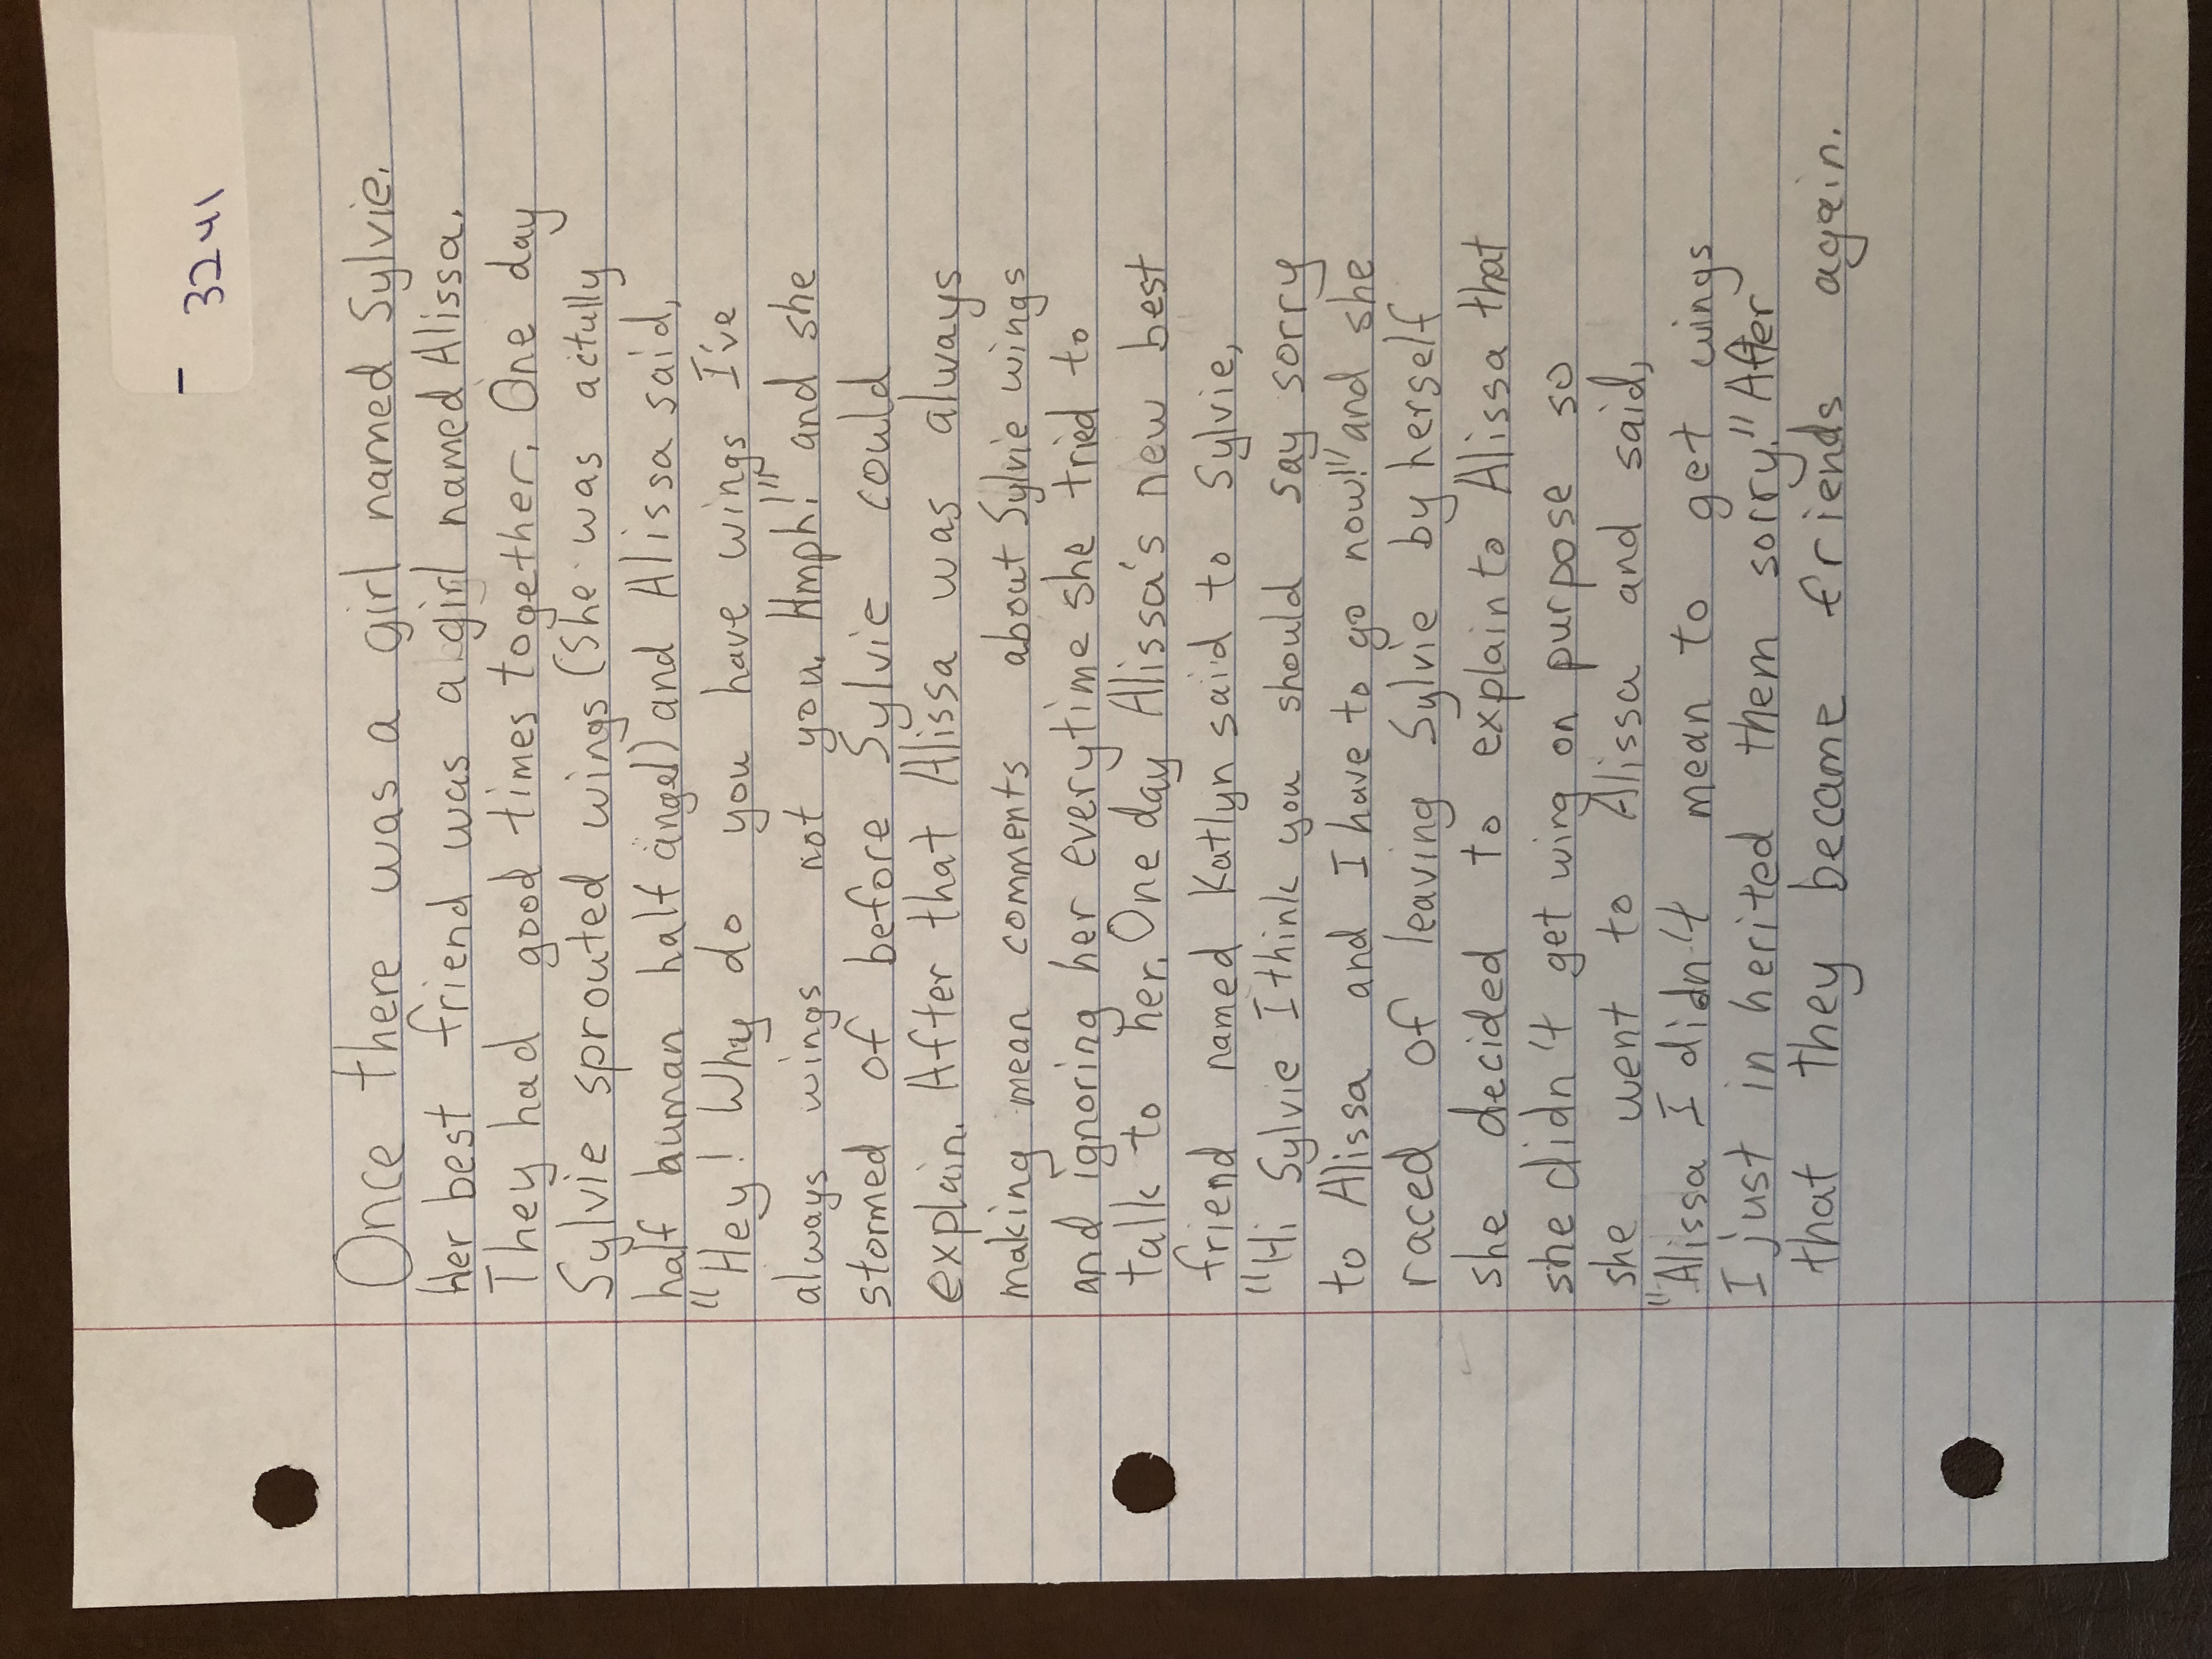 - 3241
Once there was a girl named Sylvie.
Her best friend was a girl named Alissa.
They had good times together. One day
Sylvie sprouted wings (She was actully
half human half angel) and Alissa said,
"Hey! Why do you have wings I've
always wings not you. Hmph!" and she
stormed of before Sylvie could
explain. After that Alissa was always
making mean comments about Sylvie wings
and ignoring her everytime she tried to
talk to her. One day Alissa's new best
friend named Katlyn said to Sylvie,
"Hi Sylvie I think you should say sorry
to Alissa and I have to go now!" and she
raced of leaving Sylvie by herself
she decided to explain to Alissa that
she didn't get wing on purpose so
she went to Alissa and said,
"Alissa I didn't mean to get wings
I just in herited them sorry." After
that they became friends again.